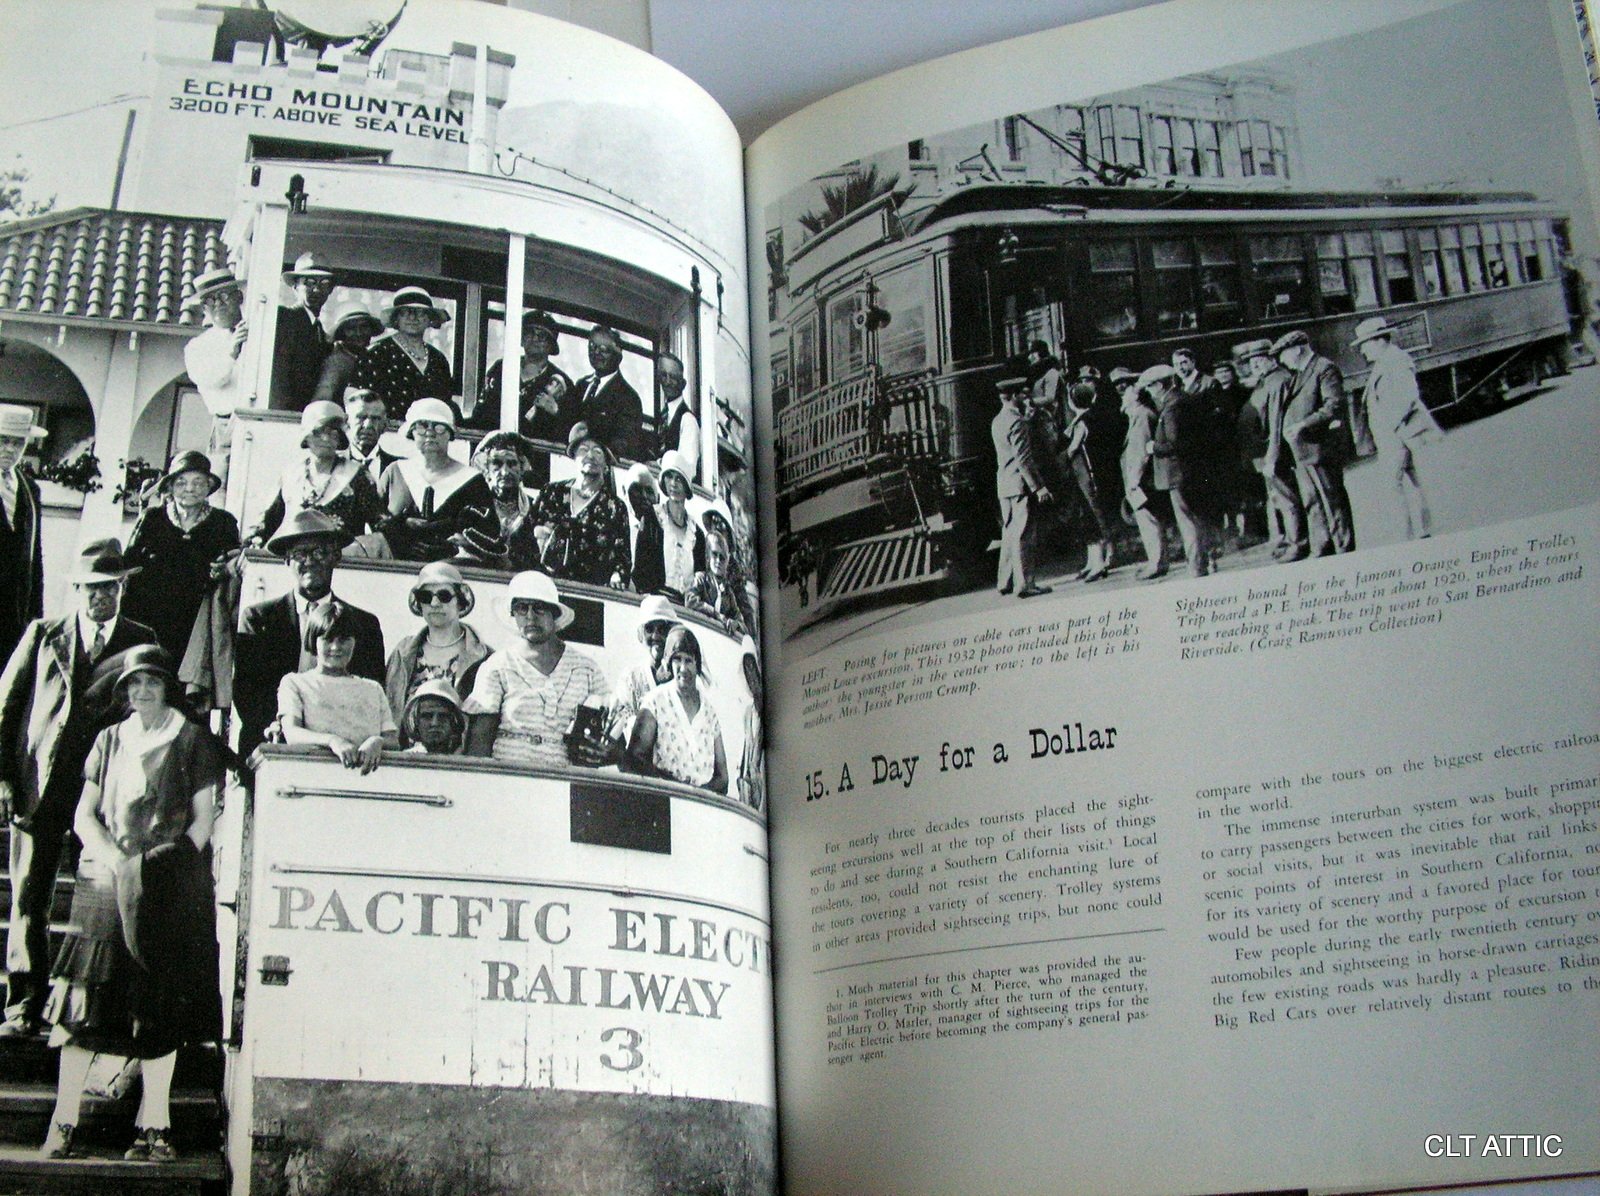 ECHO MOUNTAIN
3200 FT. ABOVE SEA LEVEL
PACIFIC ELECT
RAILWAY
3
LEFT. Posing for pictures on cable cars was part of the
Mount Lowe excursion. This 1932 photo included this book's
author: the youngster in the center row; to the left is his
mother, Mrs. Jessie Person Crump.
Sightseers bound for the famous Orange Empire Trolley
Trip board a P. E. interurban in about 1920, when the tours
were reaching a peak. The trip went to San Bernardino and
Riverside. (Craig Rasmussen Collection)
15. A Day for a Dollar
For nearly three decades tourists placed the sight-
seeing excursions well at the top of their lists of things
to do and see during a Southern California visit.¹ Local
residents, too, could not resist the enchanting lure of
the tours covering a variety of scenery. Trolley systems
in other areas provided sightseeing trips, but none could
1. Much material for this chapter was provided the au-
thor in interviews with C. M. Pierce, who managed the
Balloon Trolley Trip shortly after the turn of the century,
and Harry O. Marler, manager of sightseeing trips for the
Pacific Electric before becoming the company's general pas-
senger agent.
compare with the tours on the biggest electric railroa
in the world.
The immense interurban system was built primar
to carry passengers between the cities for work, shoppi
or social visits, but it was inevitable that rail links
scenic points of interest in Southern California, no
for its variety of scenery and a favored place for tour
would be used for the worthy purpose of excursion t
Few people during the early twentieth century ov
automobiles and sightseeing in horse-drawn carriages
the few existing roads was hardly a pleasure. Ridin
Big Red Cars over relatively distant routes to th
CLT ATTIC